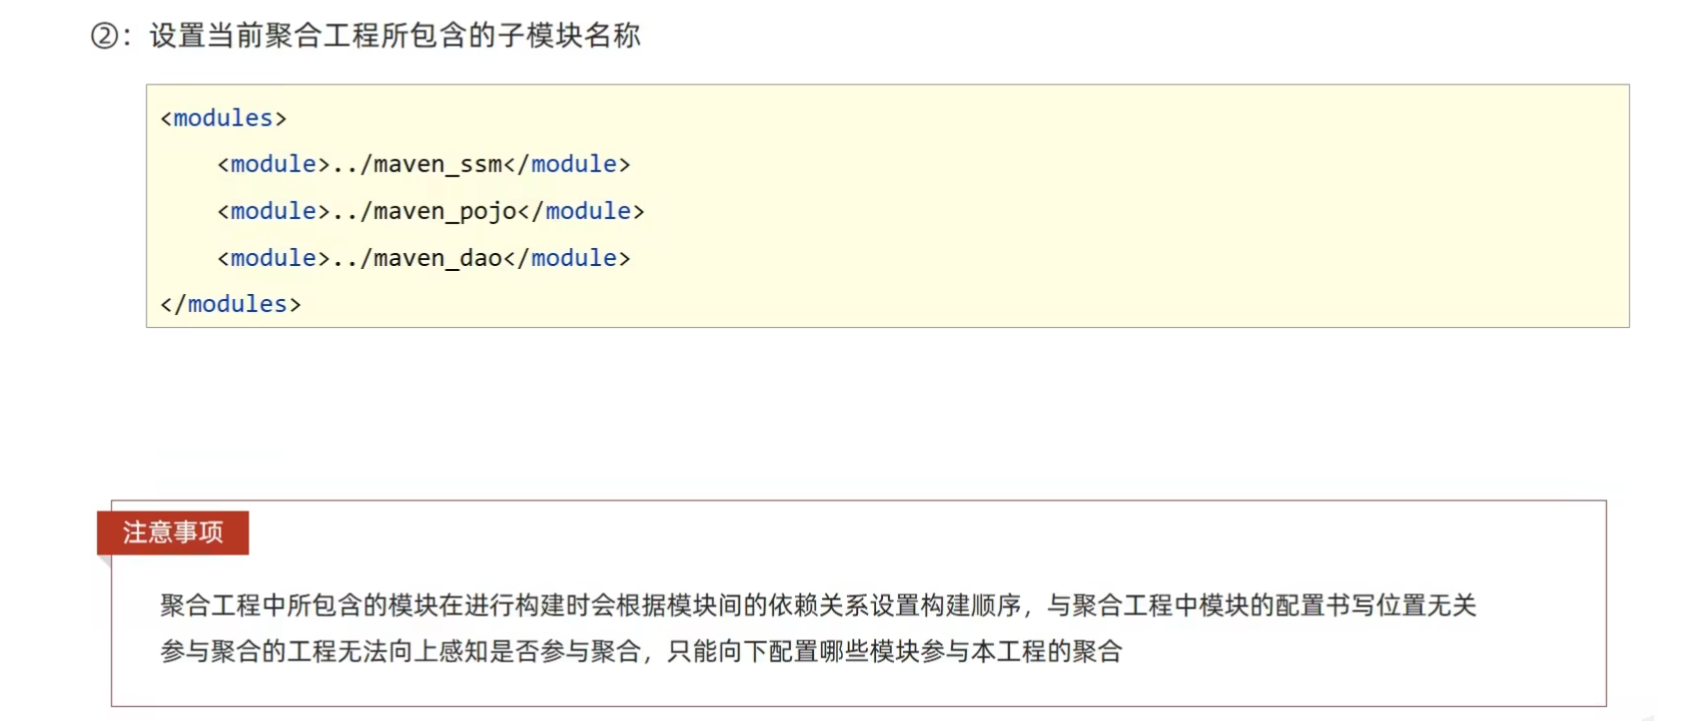 ②：设置当前聚合工程所包含的子模块名称
<modules>
    <module>../maven_ssm</module>
    <module>../maven_pojo</module>
    <module>../maven_dao</module>
</modules>
注意事项
聚合工程中所包含的模块在进行构建时会根据模块间的依赖关系设置构建顺序，与聚合工程中模块的配置书写位置无关
参与聚合的工程无法向上感知是否参与聚合，只能向下配置哪些模块参与本工程的聚合